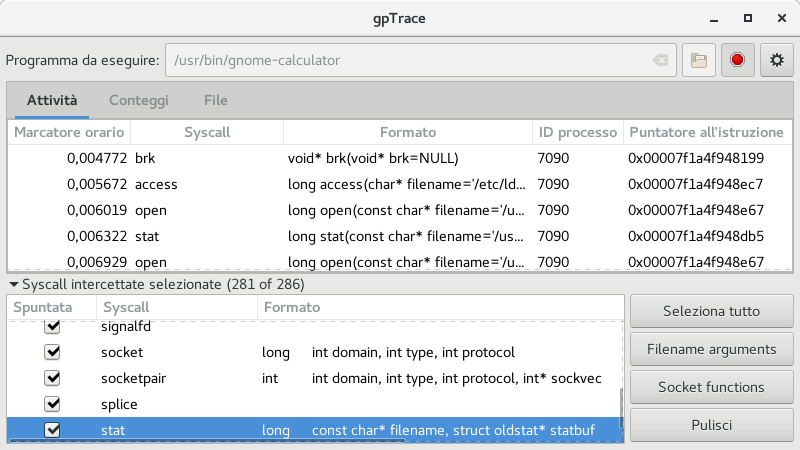 gpTrace
Programma da eseguire: /usr/bin/gnome-calculator
Attività Conteggi File
Marcatore orario Syscall Formato ID processo Puntatore all'istruzione
0,004772 brk void* brk(void* brk=NULL) 7090 0x00007f1a4f948199
0,005672 access long access(char* filename='/etc/ld... 7090 0x00007f1a4f948ec7
0,006019 open long open(const char* filename='/u... 7090 0x00007f1a4f948e67
0,006322 stat long stat(const char* filename='/us... 7090 0x00007f1a4f948db5
0,006929 open long open(const char* filename='/u... 7090 0x00007f1a4f948e67
Syscall intercettate selezionate (281 of 286)
Spuntata Syscall Formato
signalfd
socket long int domain, int type, int protocol
socketpair int int domain, int type, int protocol, int* sockvec
splice
stat long const char* filename, struct oldstat* statbuf
Seleziona tutto
Filename arguments
Socket functions
Pulisci